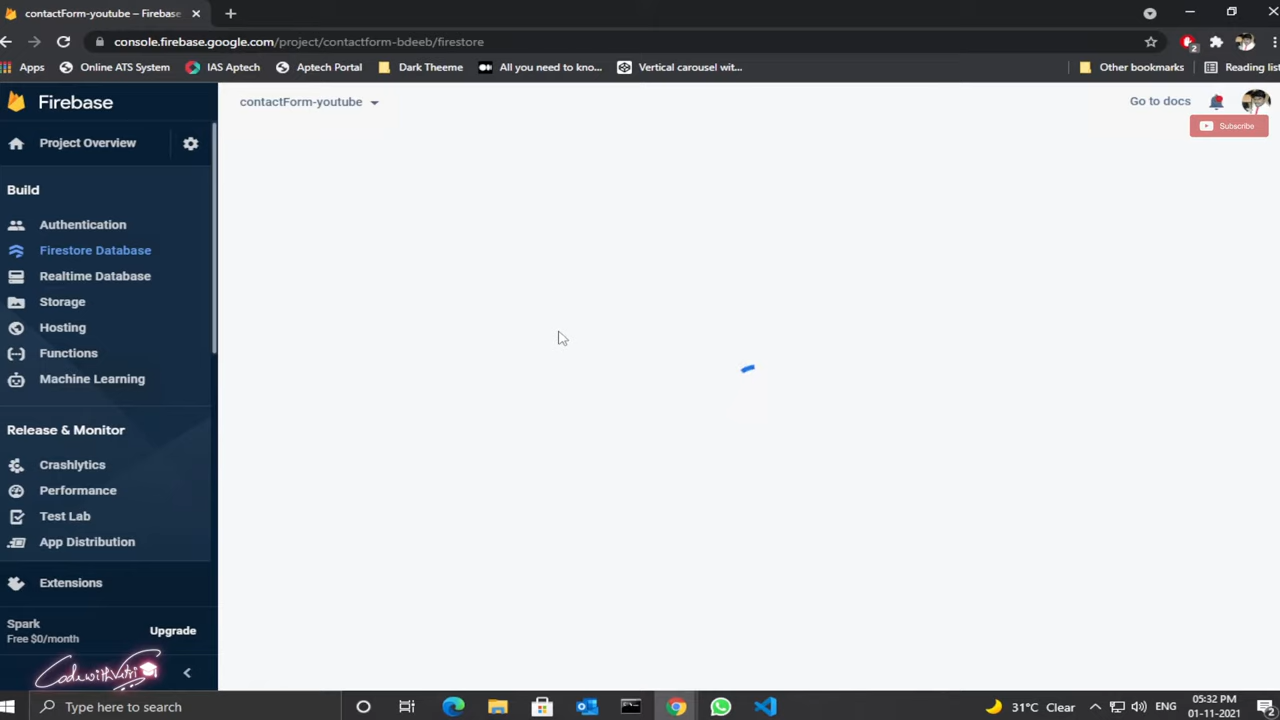 contactForm-youtube – Firebase
console.firebase.google.com/project/contactform-bdeeb/firestore
2
Apps
Online ATS System
IAS Aptech
Aptech Portal
Dark Theeme
All you need to kno...
Vertical carousel wit...
Other bookmarks
Reading list
Firebase
contactForm-youtube
Go to docs
Subscribe
Project Overview
Build
Authentication
Firestore Database
Realtime Database
Storage
Hosting
Functions
Machine Learning
Release & Monitor
Crashlytics
Performance
Test Lab
App Distribution
Extensions
Spark
Free $0/month
Upgrade
CodewithVetri
Type here to search
31°C Clear
ENG
05:32 PM
01-11-2021
2